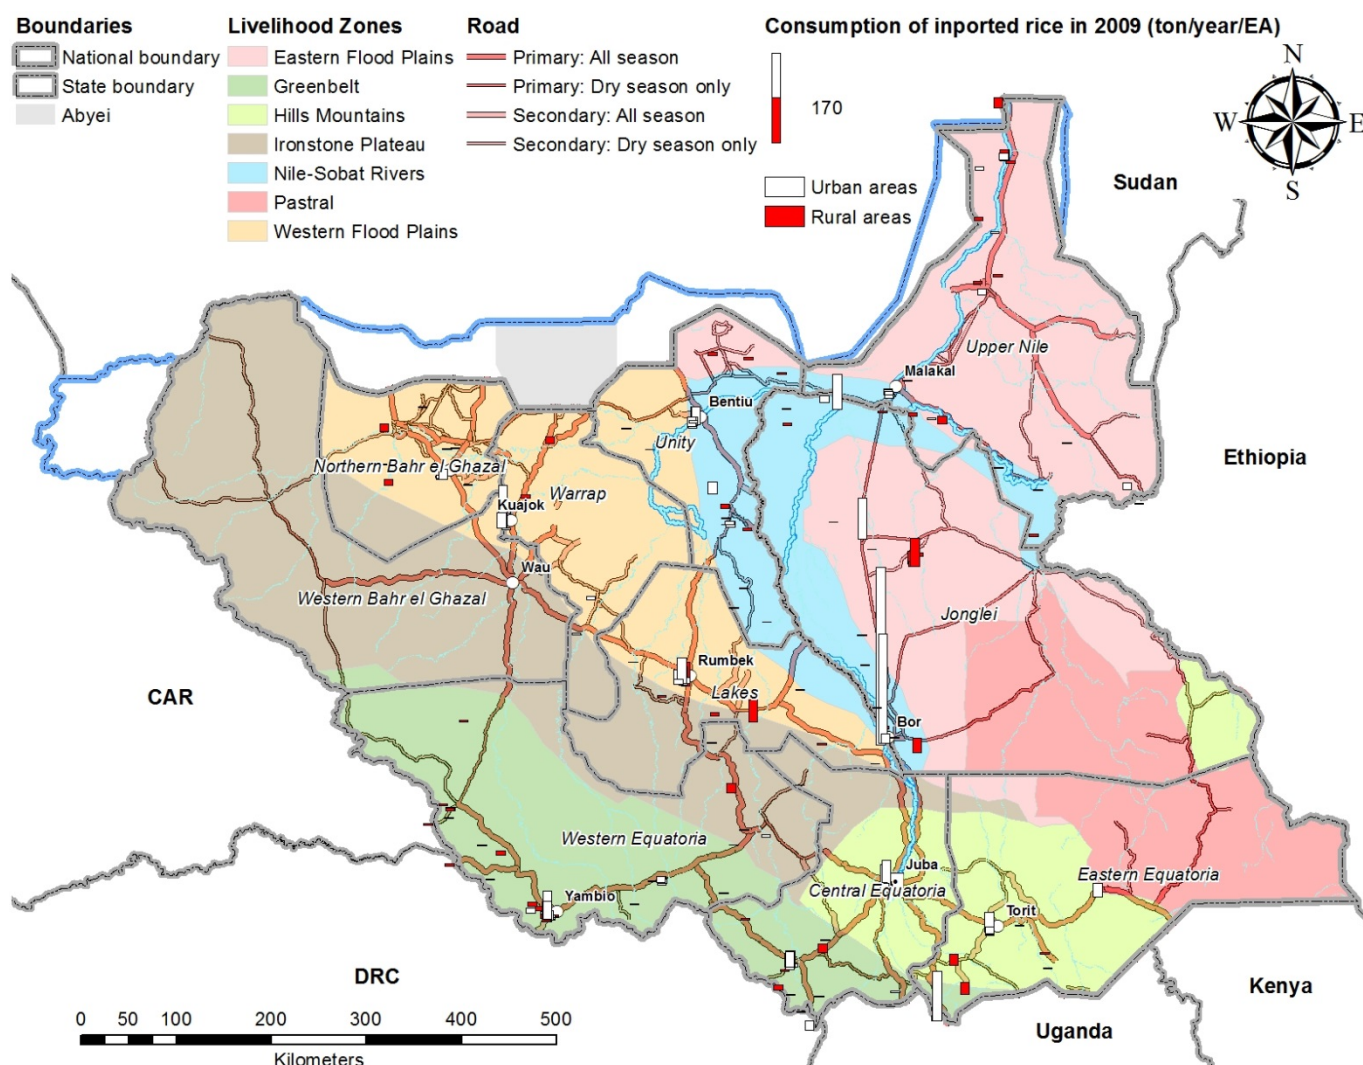 Boundaries
National boundary
State boundary
Abyei
Livelihood Zones
Eastern Flood Plains
Greenbelt
Hills Mountains
Ironstone Plateau
Nile-Sobat Rivers
Pastral
Western Flood Plains
Road
Primary: All season
Primary: Dry season only
Secondary: All season
Secondary: Dry season only
Consumption of inported rice in 2009 (ton/year/EA)
170
Urban areas
Rural areas
N
W
E
S
Sudan
Upper Nile
Malakal
Bentiu
Unity
Ethiopia
Northern Bahr el Ghazal
Warrap
Kuajok
Wau
Western Bahr el Ghazal
Jonglei
Rumbek
Lakes
CAR
Bor
Western Equatoria
Juba
Central Equatoria
Eastern Equatoria
Yambio
Torit
DRC
Kenya
Uganda
0 50 100 200 300 400 500
Kilometers